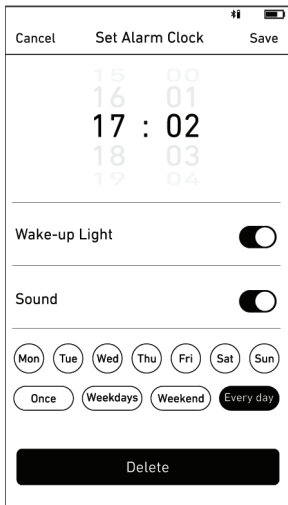 Cancel Set Alarm Clock Save
15 00
16 01
17 : 02
18 03
19 04
Wake-up Light
Sound
Mon Tue Wed Thu Fri Sat Sun
Once Weekdays Weekend Every day
Delete